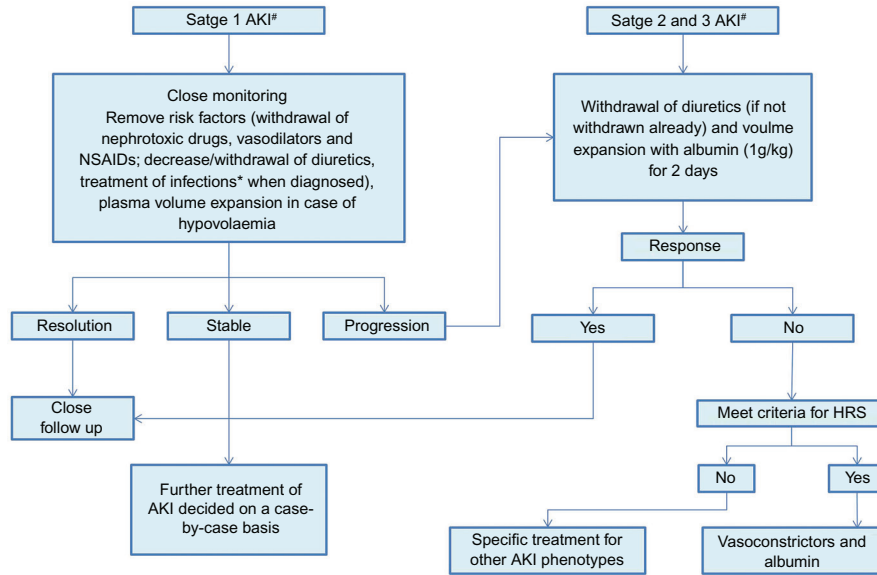 Satge 1 AKI#
Satge 2 and 3 AKI#
Close monitoring
Remove risk factors (withdrawal of
nephrotoxic drugs, vasodilators and
NSAIDs; decrease/withdrawal of diuretics,
treatment of infections* when diagnosed),
plasma volume expansion in case of
hypovolaemia
Withdrawal of diuretics (if not
withdrawn already) and voulme
expansion with albumin (1g/kg)
for 2 days
Response
Resolution
Stable
Progression
Yes
No
Close
follow up
Meet criteria for HRS
No
Yes
Further treatment of
AKI decided on a case-
by-case basis
Specific treatment for
other AKI phenotypes
Vasoconstrictors and
albumin